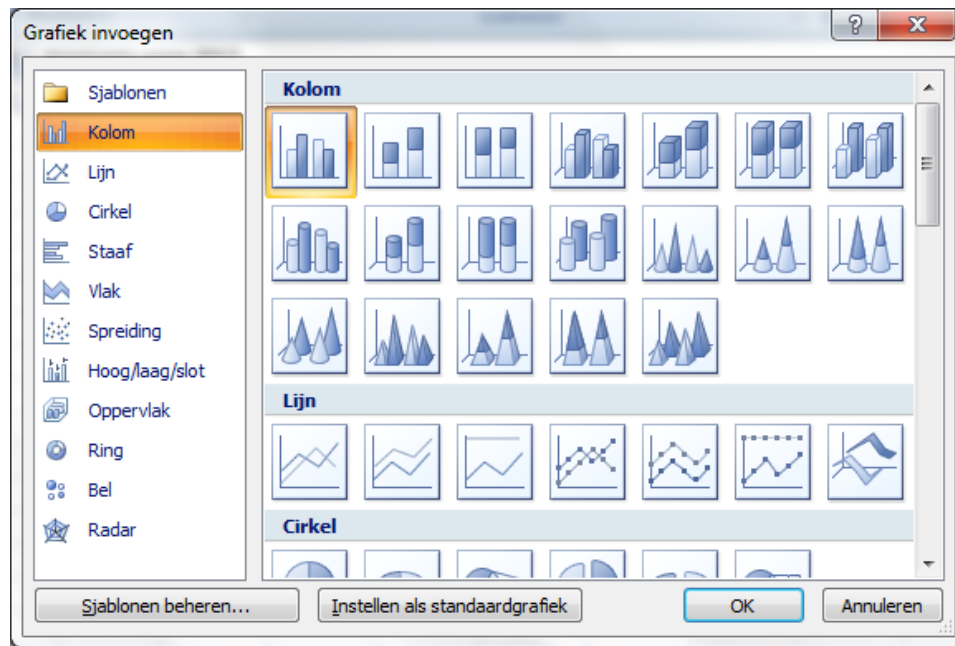 Grafiek invoegen
Sjablonen
Kolom
Lijn
Cirkel
Staaf
Vlak
Spreiding
Hoog/laag/slot
Oppervlak
Ring
Bel
Radar
Kolom
Lijn
Cirkel
Sjablonen beheren...
Instellen als standaardgrafiek
OK
Annuleren